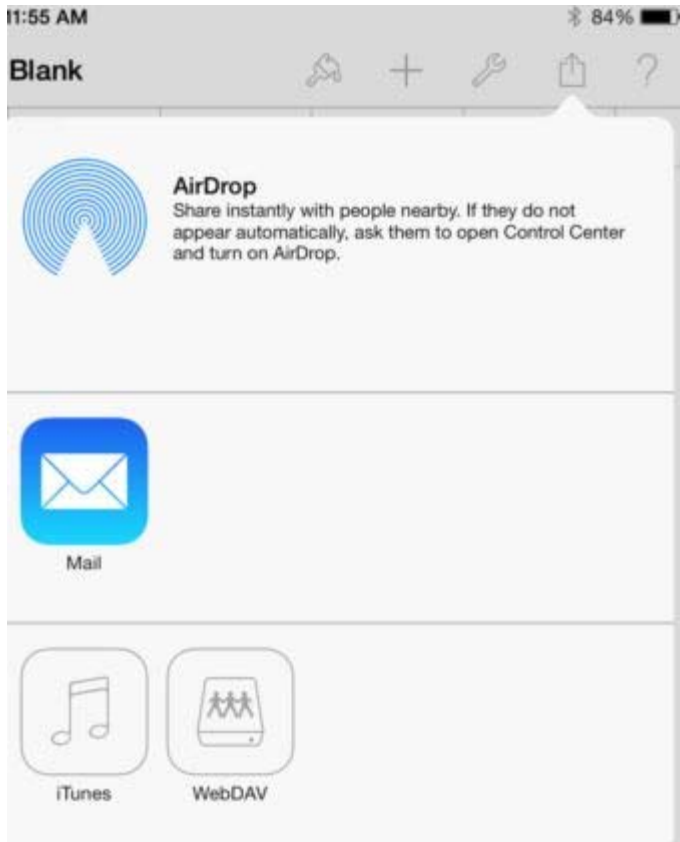 11:55 AM 84%
Blank ?
AirDrop
Share instantly with people nearby. If they do not
appear automatically, ask them to open Control Center
and turn on AirDrop.
Mail
iTunes WebDAV